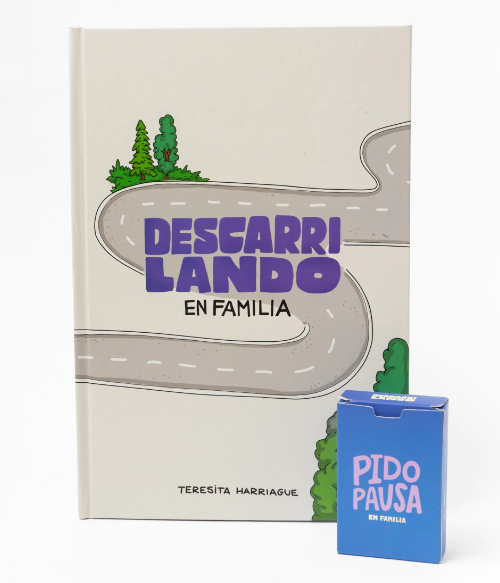 DESCARRI
LANDO
EN FAMILIA
TERESITA HARRIAGUE
PIDO
PAUSA
EN FAMILIA